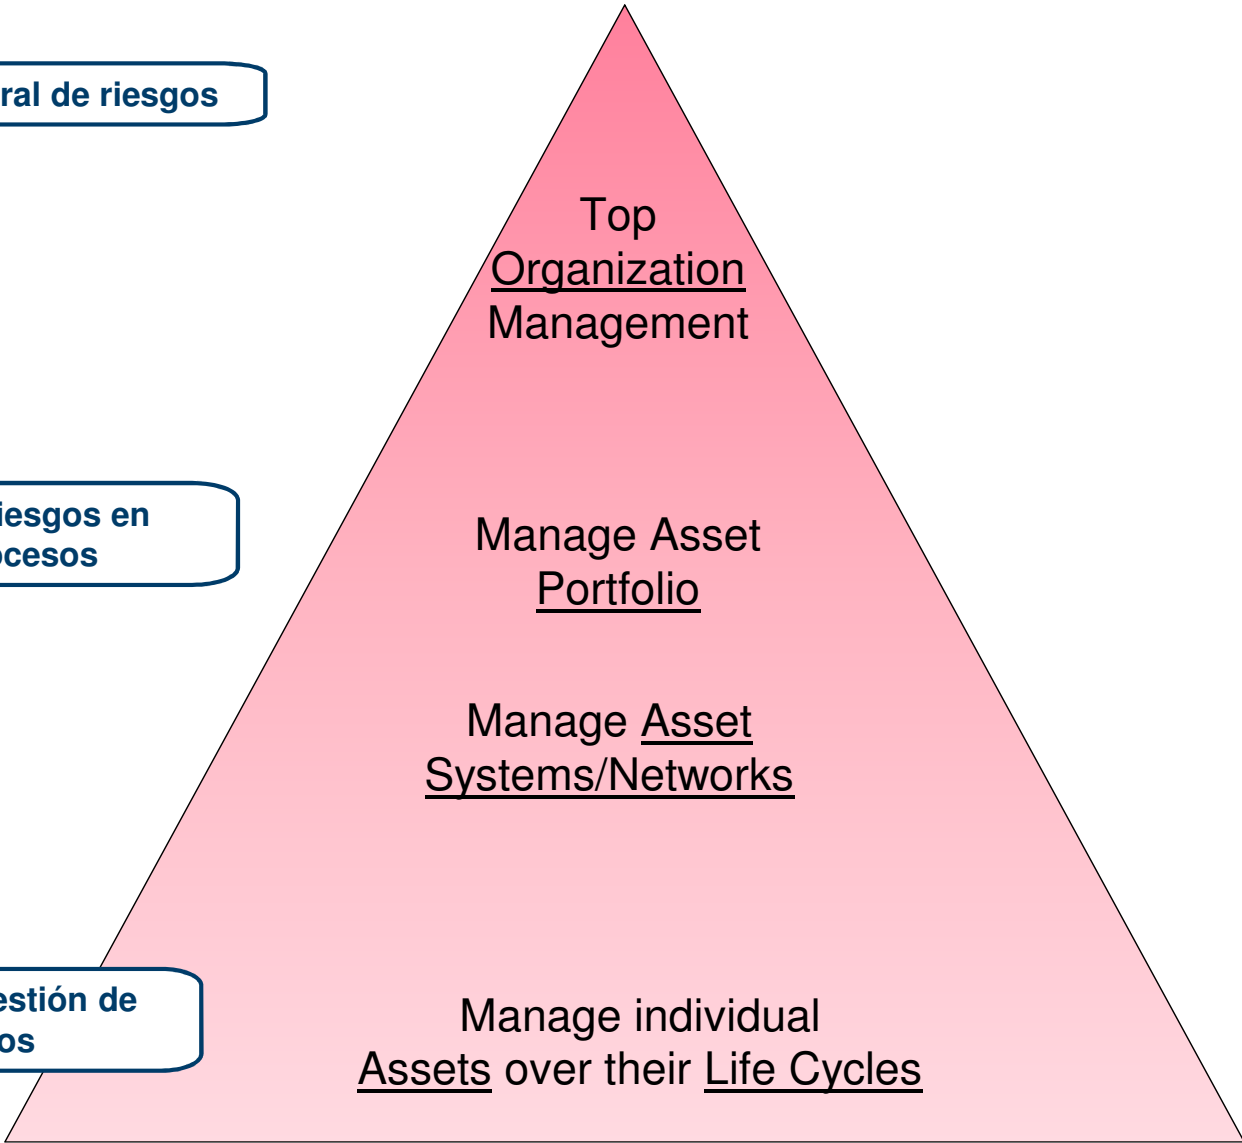 ral de riesgos
Top
Organization
Management
iesgos en
ocesos
Manage Asset
Portfolio
Manage Asset
Systems/Networks
estión de
os
Manage individual
Assets over their Life Cycles